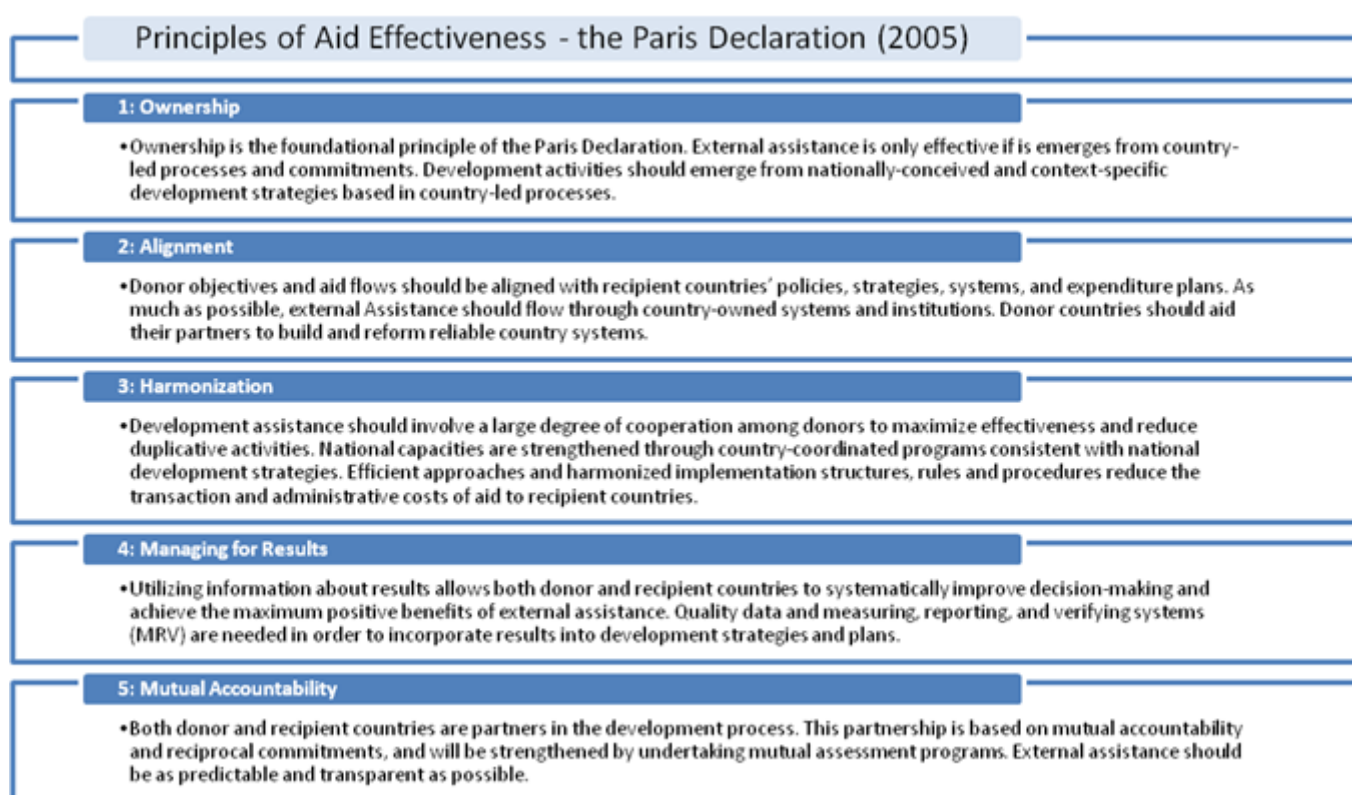 Principles of Aid Effectiveness - the Paris Declaration (2005)
1: Ownership
•Ownership is the foundational principle of the Paris Declaration. External assistance is only effective if is emerges from country-
led processes and commitments. Development activities should emerge from nationally-conceived and context-specific
development strategies based in country-led processes.
2: Alignment
•Donor objectives and aid flows should be aligned with recipient countries' policies, strategies, systems, and expenditure plans. As
much as possible, external Assistance should flow through country-owned systems and institutions. Donor countries should aid
their partners to build and reform reliable country systems.
3: Harmonization
•Development assistance should involve a large degree of cooperation among donors to maximize effectiveness and reduce
duplicative activities. National capacities are strengthened through country-coordinated programs consistent with national
development strategies. Efficient approaches and harmonized implementation structures, rules and procedures reduce the
transaction and administrative costs of aid to recipient countries.
4: Managing for Results
•Utilizing information about results allows both donor and recipient countries to systematically improve decision-making and
achieve the maximum positive benefits of external assistance. Quality data and measuring, reporting, and verifying systems
(MRV) are needed in order to incorporate results into development strategies and plans.
5: Mutual Accountability
•Both donor and recipient countries are partners in the development process. This partnership is based on mutual accountability
and reciprocal commitments, and will be strengthened by undertaking mutual assessment programs. External assistance should
be as predictable and transparent as possible.